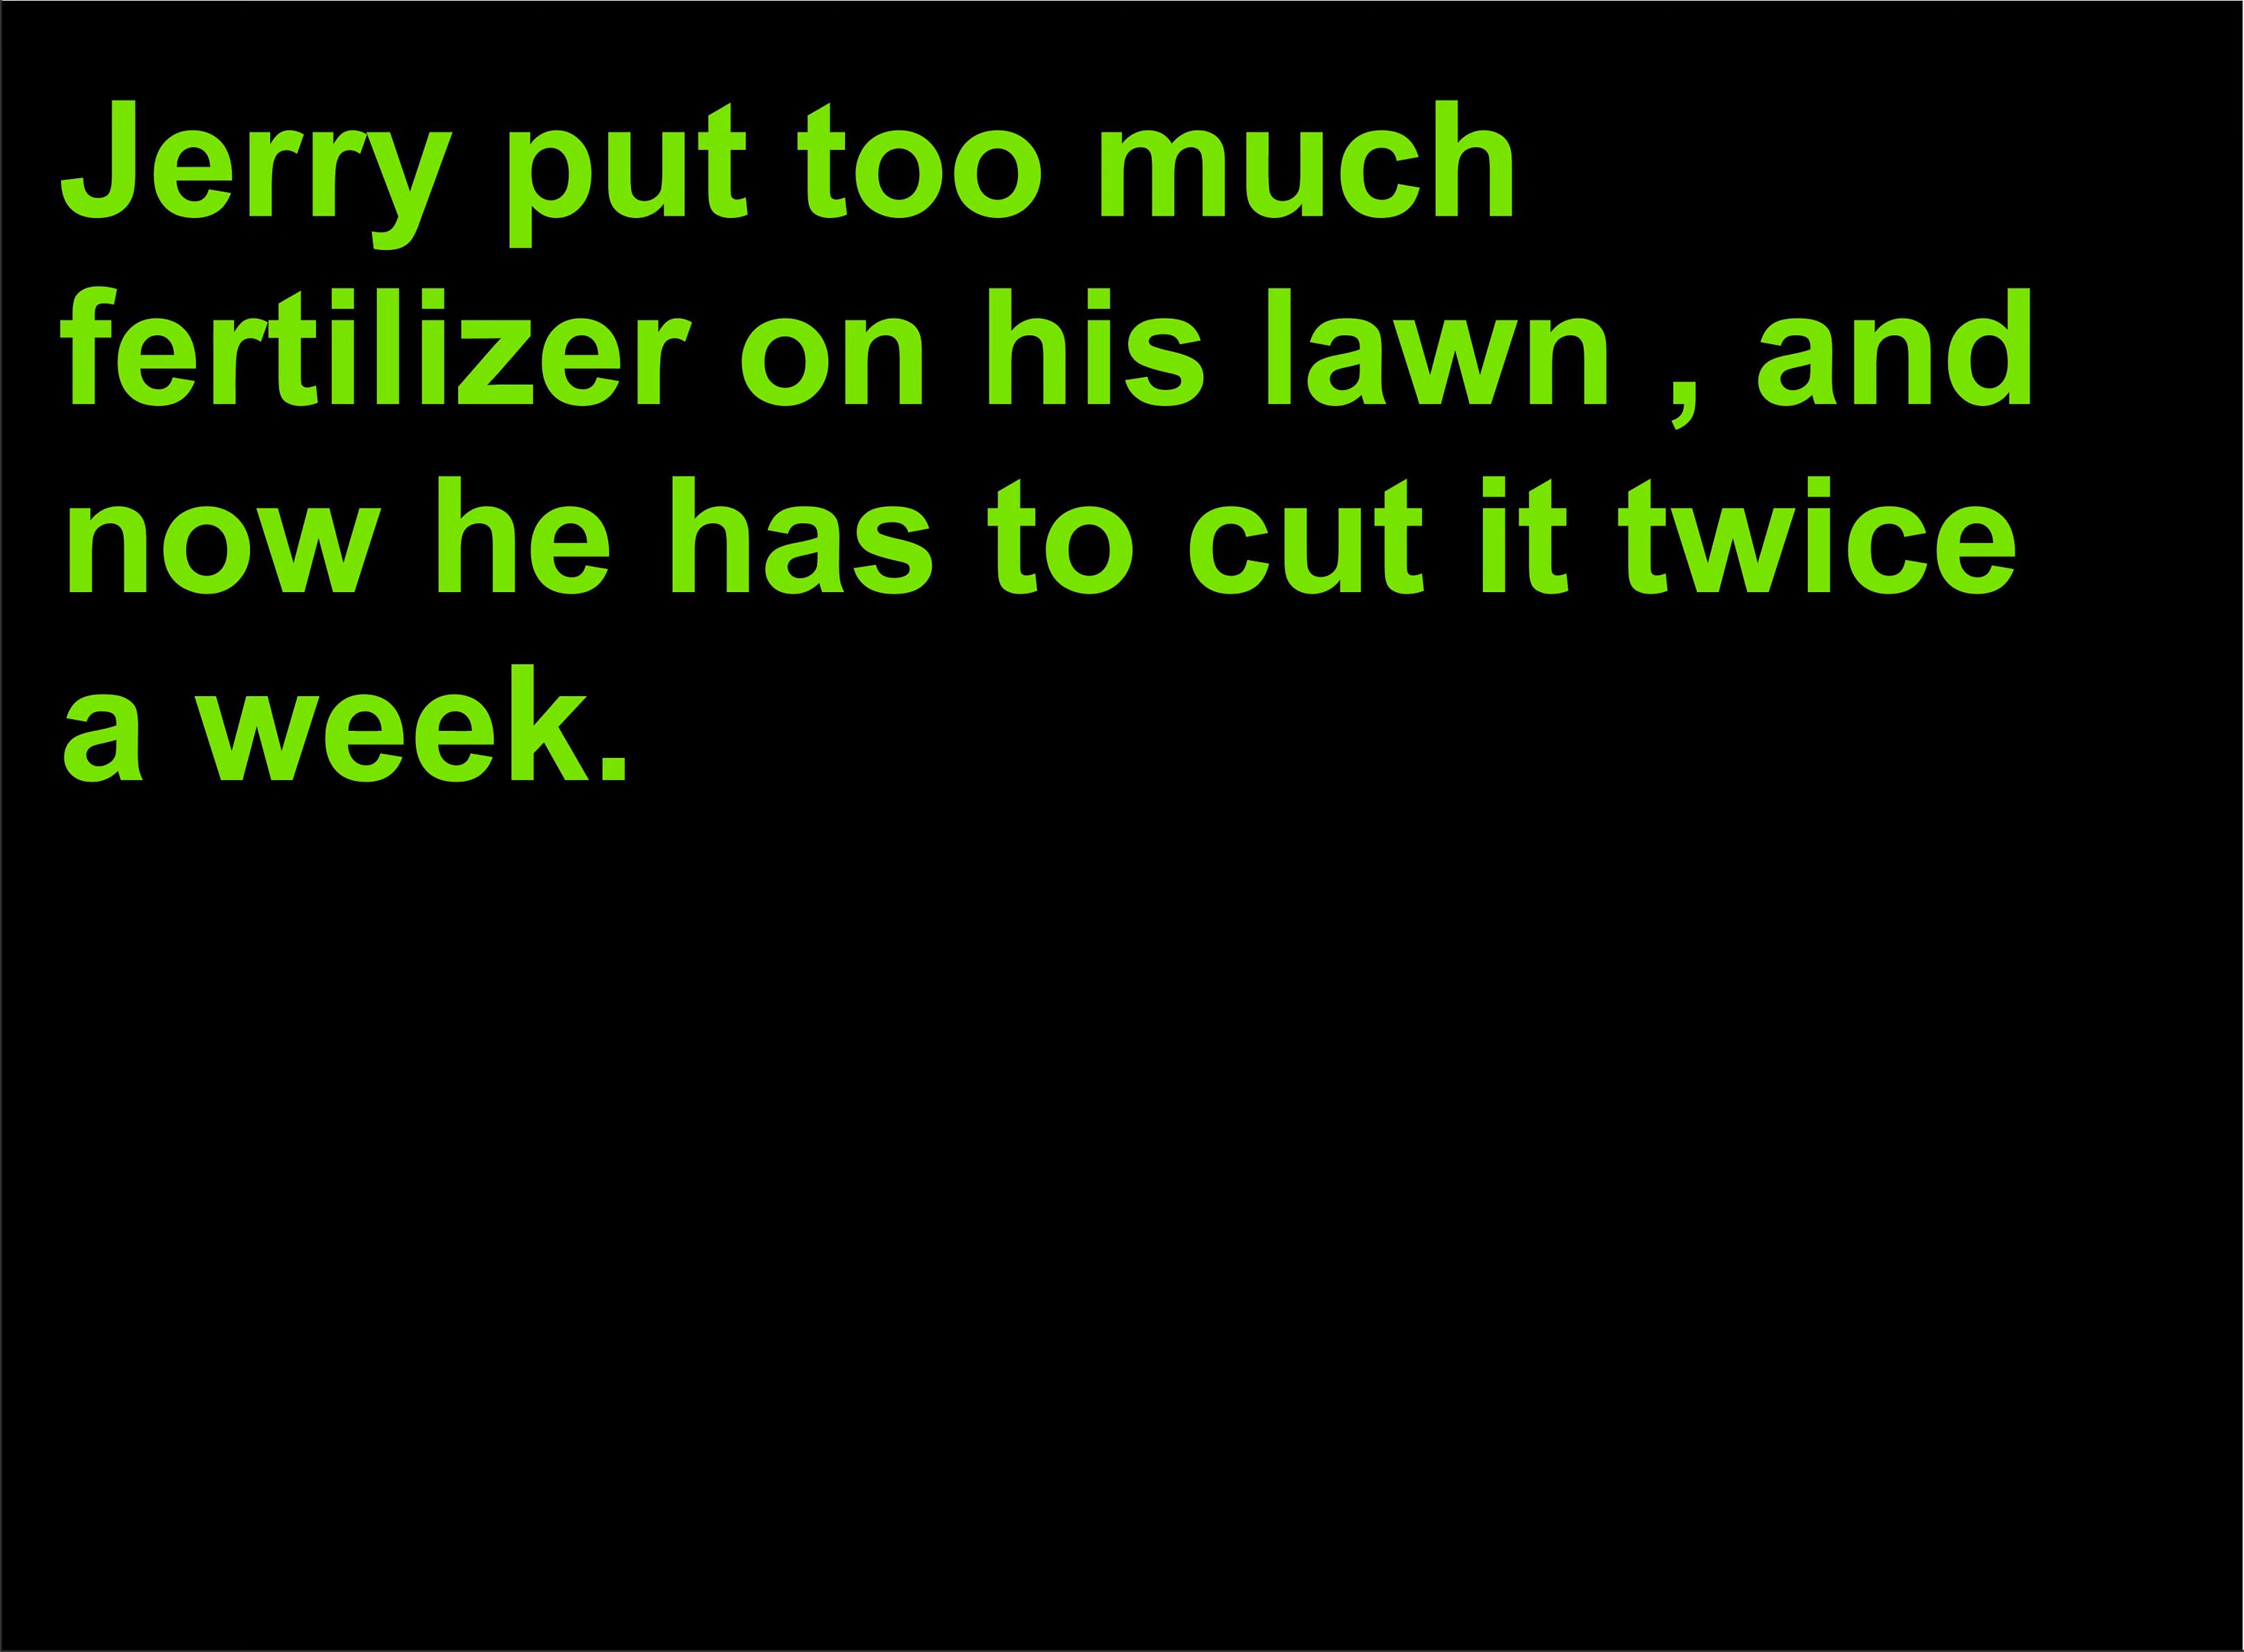 Jerry put too much
fertilizer on his lawn , and
now he has to cut it twice
a week.